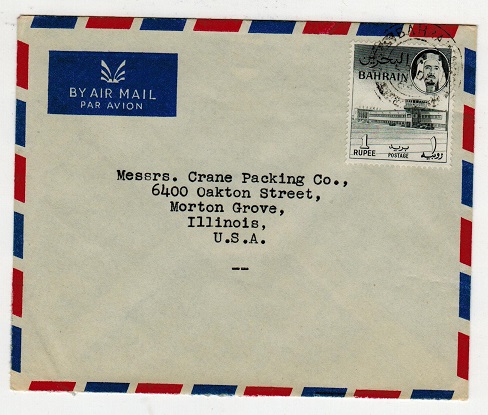 BY AIR MAIL
PAR AVION
البحرين
BAHRAIN
1 ١
RUPEE POSTAGE بريد روبية
Messrs. Crane Packing Co.,
6400 Oakton Street,
Morton Grove,
Illinois,
U.S.A.
--